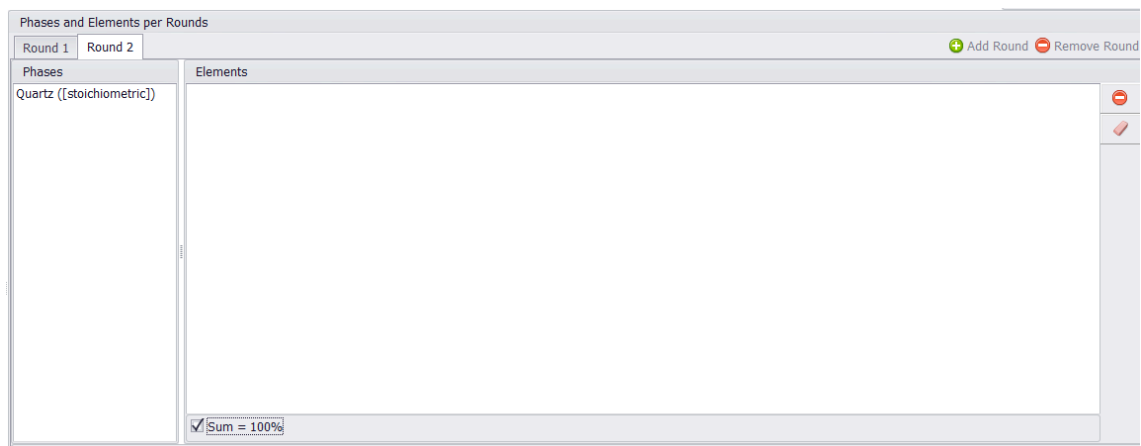 Phases and Elements per Rounds
Round 1 Round 2 Add Round Remove Round
Phases Elements
Quartz ([stoichiometric])
Sum = 100%